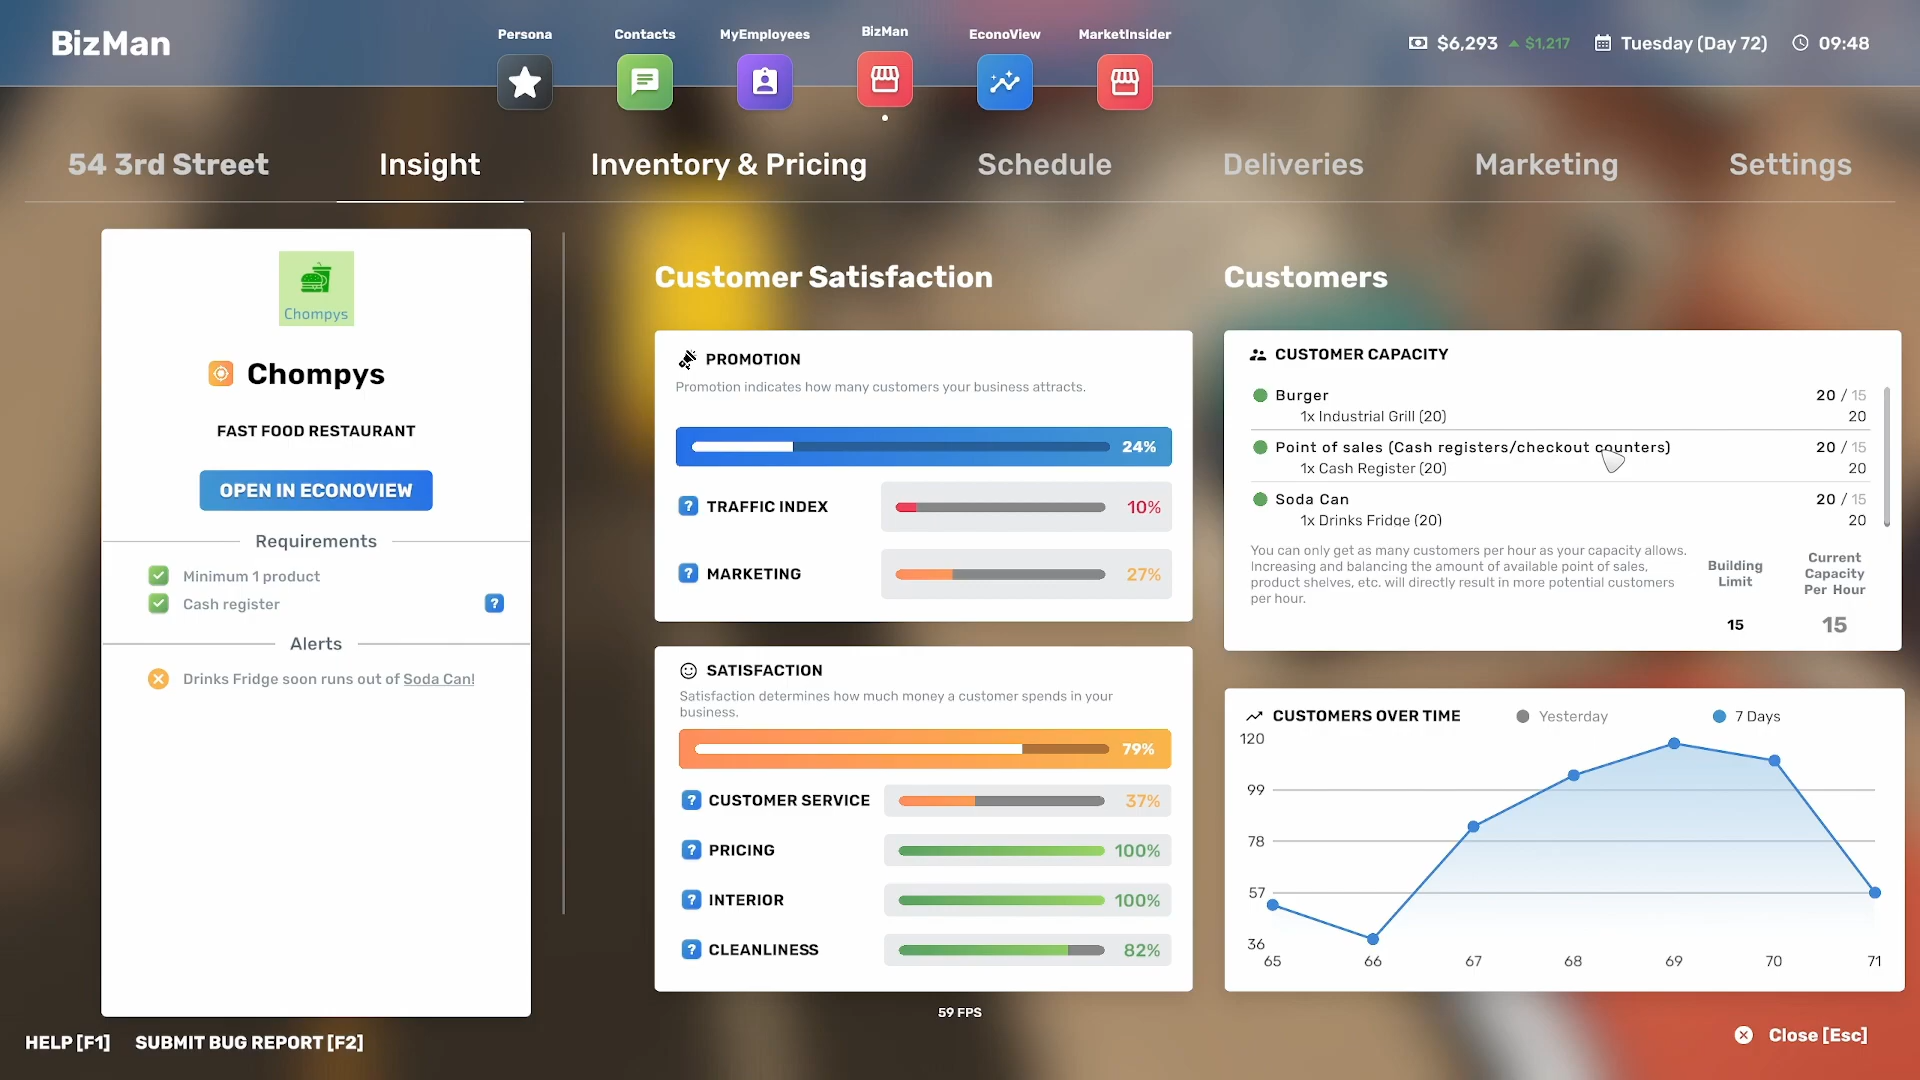 BizMan
Persona
Contacts
MyEmployees
BizMan
EconoView
MarketInsider
$6,293 $1,217 Tuesday (Day 72) 09:48
54 3rd Street
Insight
Inventory & Pricing
Schedule
Deliveries
Marketing
Settings
Chompys
Chompys
FAST FOOD RESTAURANT
OPEN IN ECONOVIEW
Requirements
Minimum 1 product
Cash register
?
Alerts
Drinks Fridge soon runs out of Soda Can!
Customer Satisfaction
PROMOTION
Promotion indicates how many customers your business attracts.
24%
? TRAFFIC INDEX 10%
? MARKETING 27%
SATISFACTION
Satisfaction determines how much money a customer spends in your
business.
79%
? CUSTOMER SERVICE 37%
? PRICING 100%
? INTERIOR 100%
? CLEANLINESS 82%
Customers
CUSTOMER CAPACITY
Burger 20 / 15
1x Industrial Grill (20) 20
Point of sales (Cash registers/checkout counters) 20 / 15
1x Cash Register (20) 20
Soda Can 20 / 15
1x Drinks Fridge (20) 20
You can only get as many customers per hour as your capacity allows.
Increasing and balancing the amount of available point of sales,
product shelves, etc. will directly result in more potential customers
per hour.
Building
Limit
15
Current
Capacity
Per Hour
15
CUSTOMERS OVER TIME Yesterday 7 Days
120
99
78
57
36
65 66 67 68 69 70 71
59 FPS
HELP [F1] SUBMIT BUG REPORT [F2]
Close [Esc]